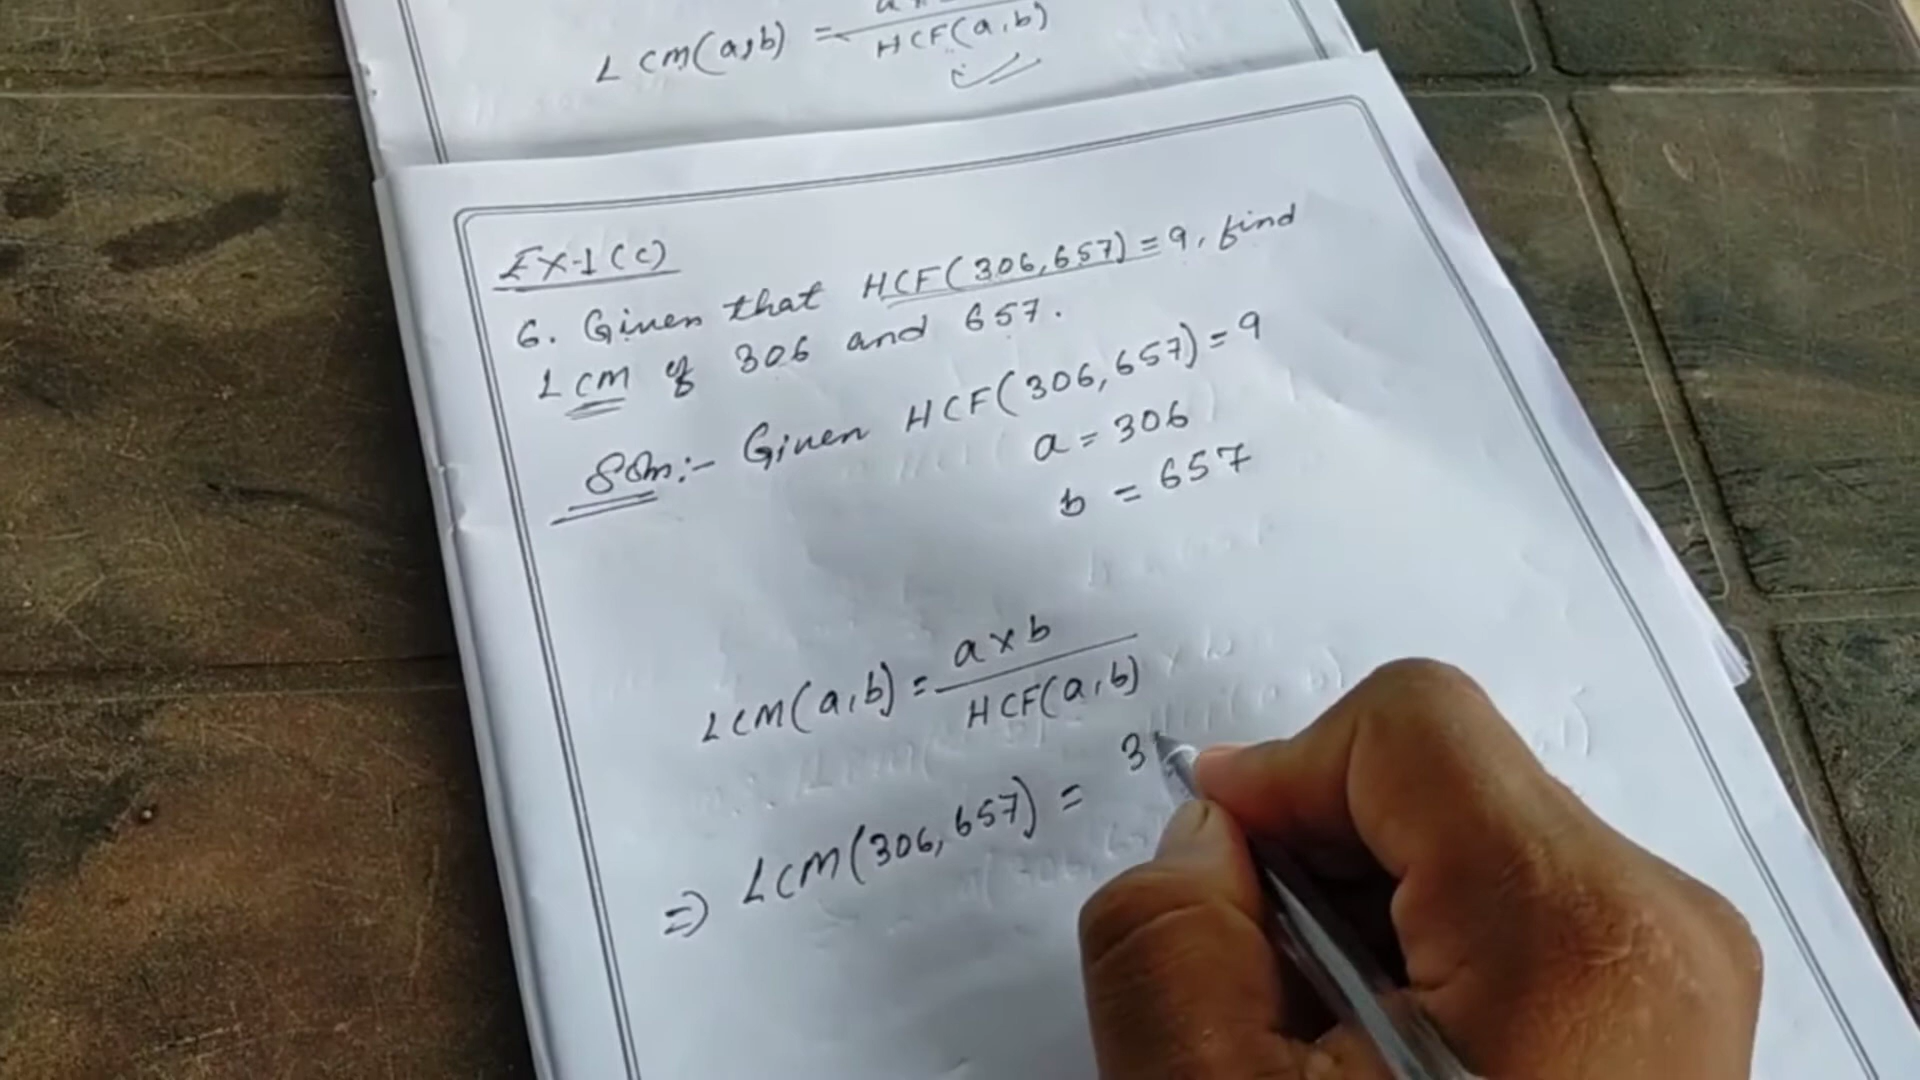 LCM(a,b) =
HCF(a,b)
EX-1(c)
6. Given that HCF(306,657)=9, find
LCM of 306 and 657.
Soln:- Given HCF(306,657)=9
a = 306
b = 657
LCM(a,b) = a×b
HCF(a,b)
⇒ LCM(306,657) = 3